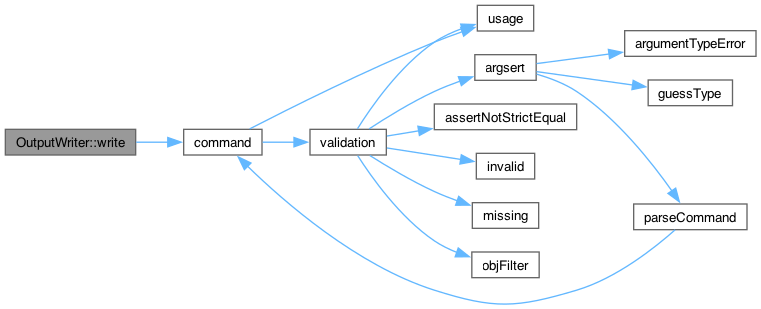 OutputWriter::write
command
validation
usage
argsert
assertNotStrictEqual
invalid
missing
objFilter
argumentTypeError
guessType
parseCommand